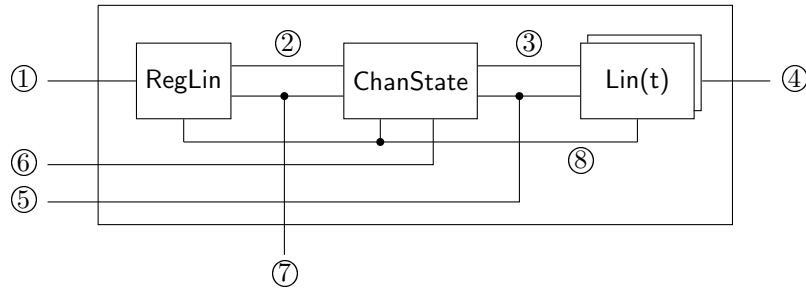 ② ③
① RegLin ChanState Lin(t) ④
⑥ ⑧
⑤
⑦